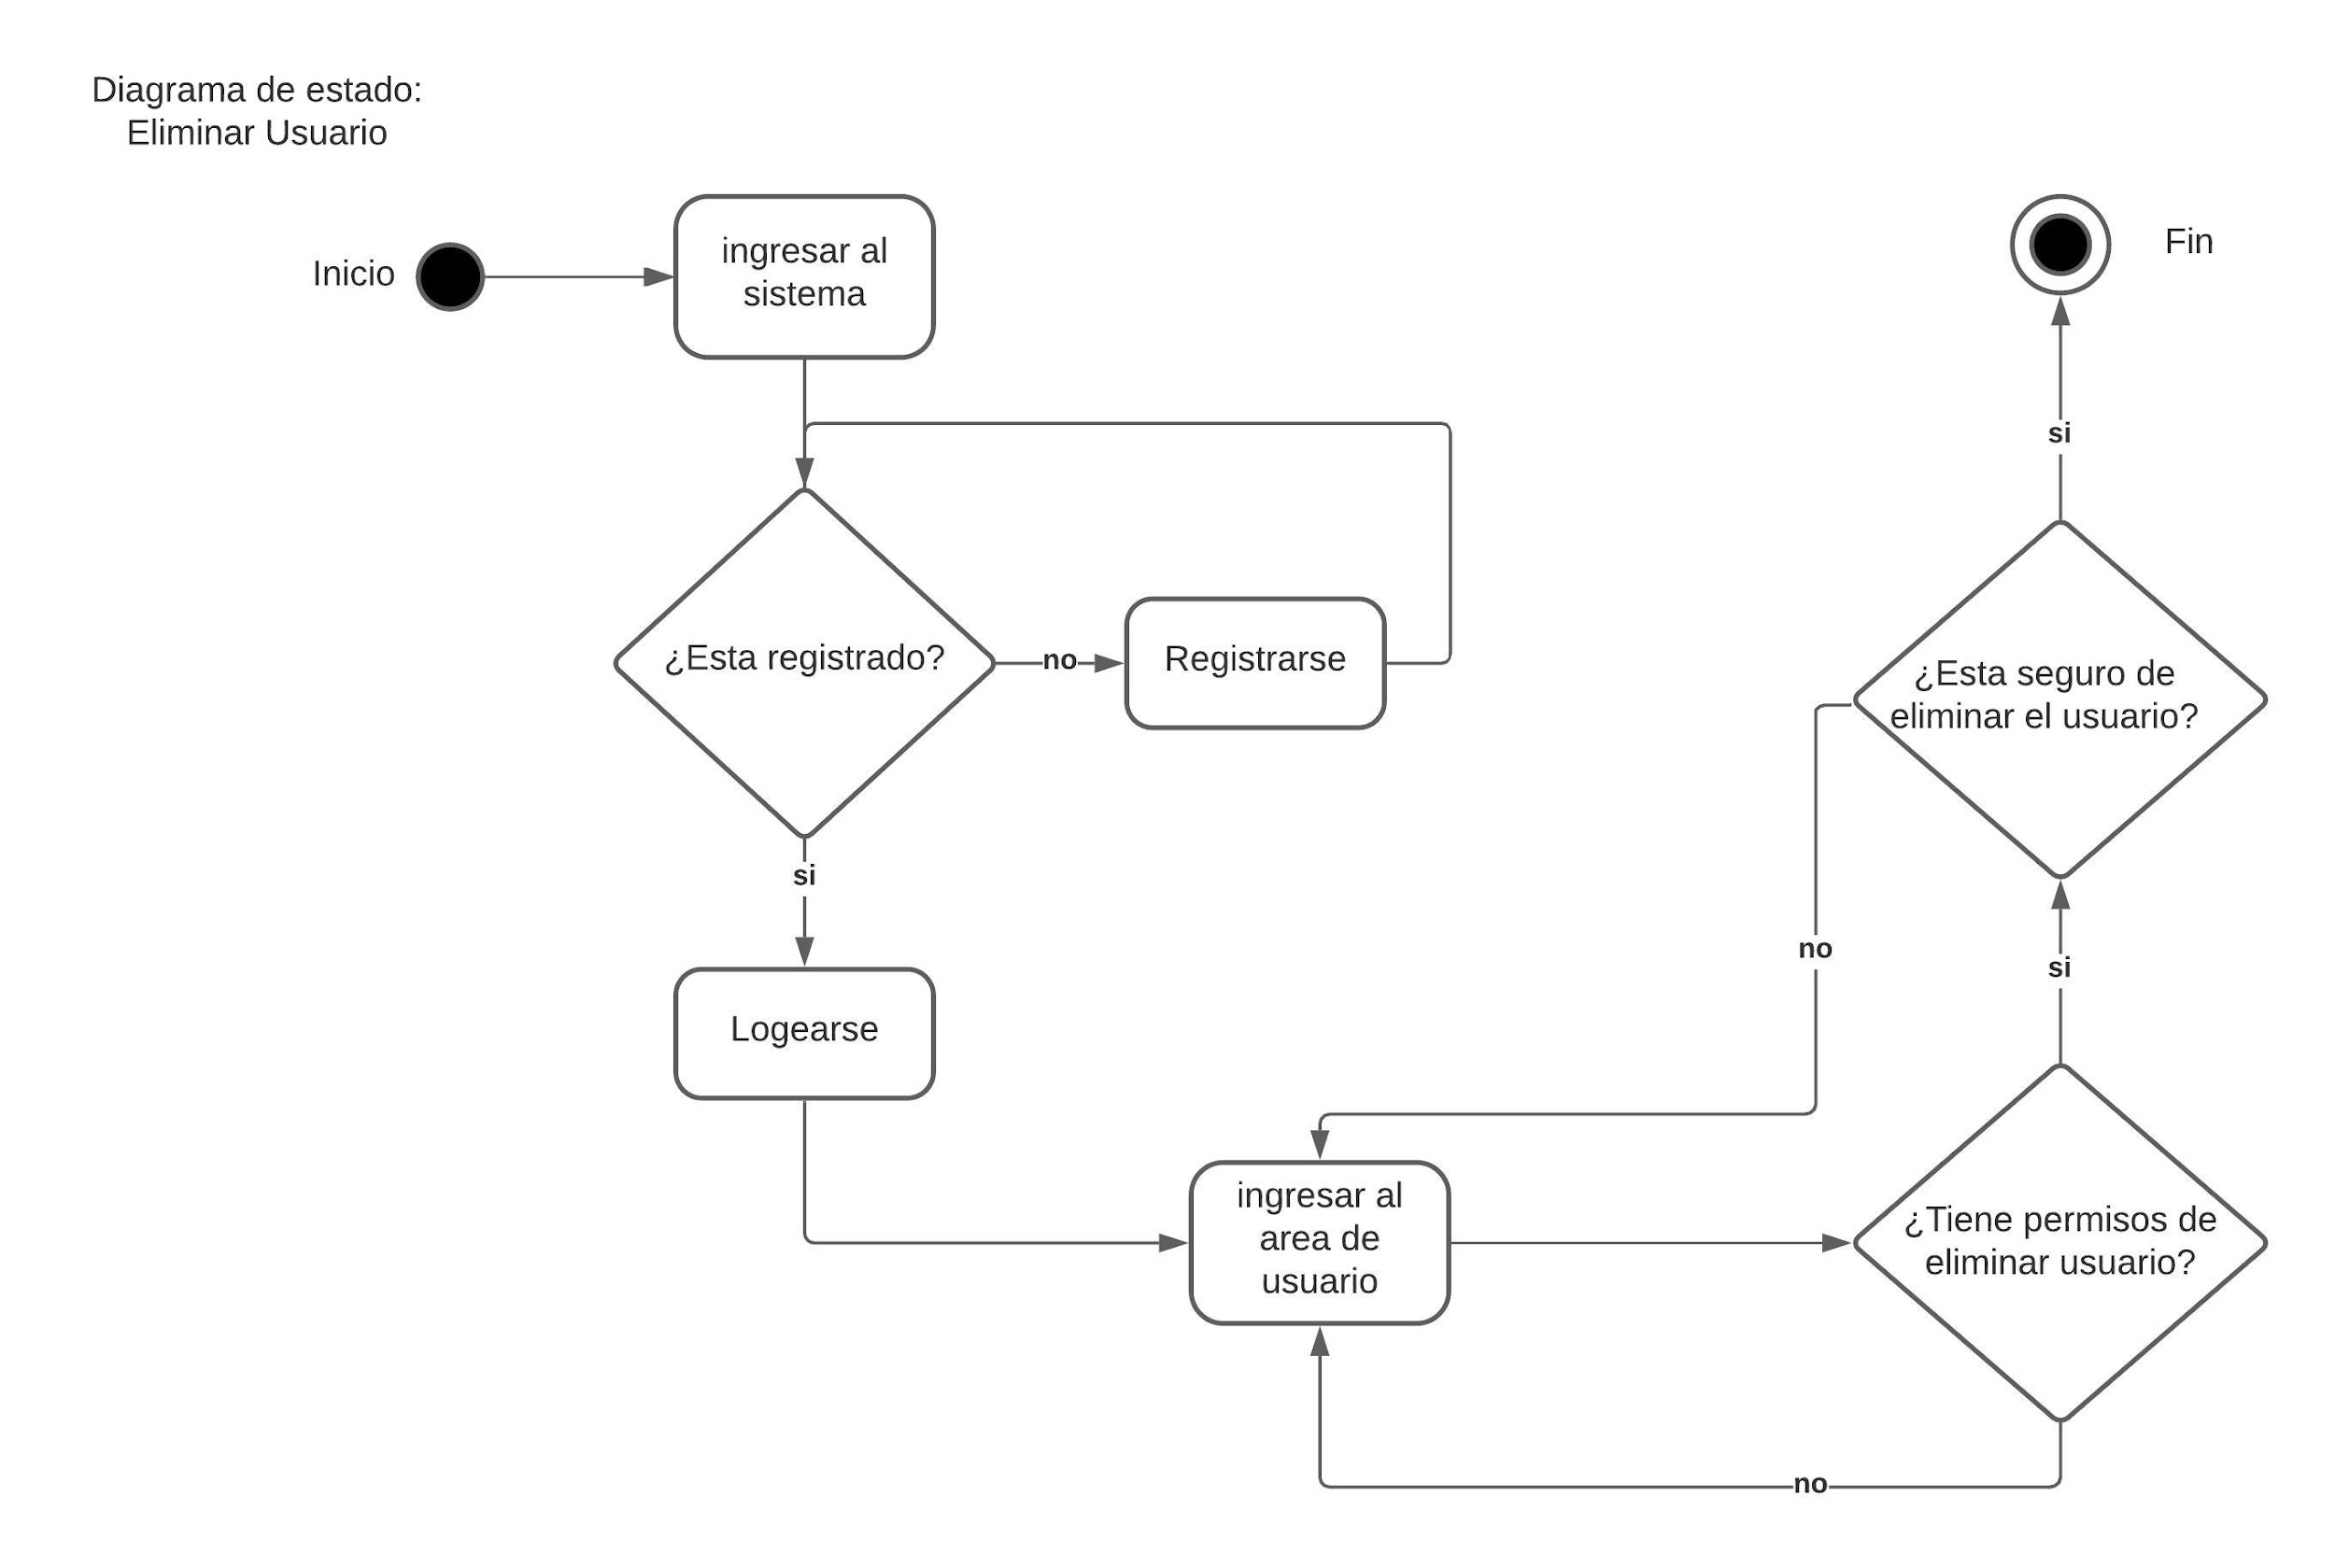 Diagrama de estado:
Eliminar Usuario
Inicio
ingresar al
sistema
Fin
si
¿Esta registrado?
no
Registrarse
¿Esta seguro de
eliminar el usuario?
si
no
si
Logearse
ingresar al
area de
usuario
¿Tiene permisos de
eliminar usuario?
no